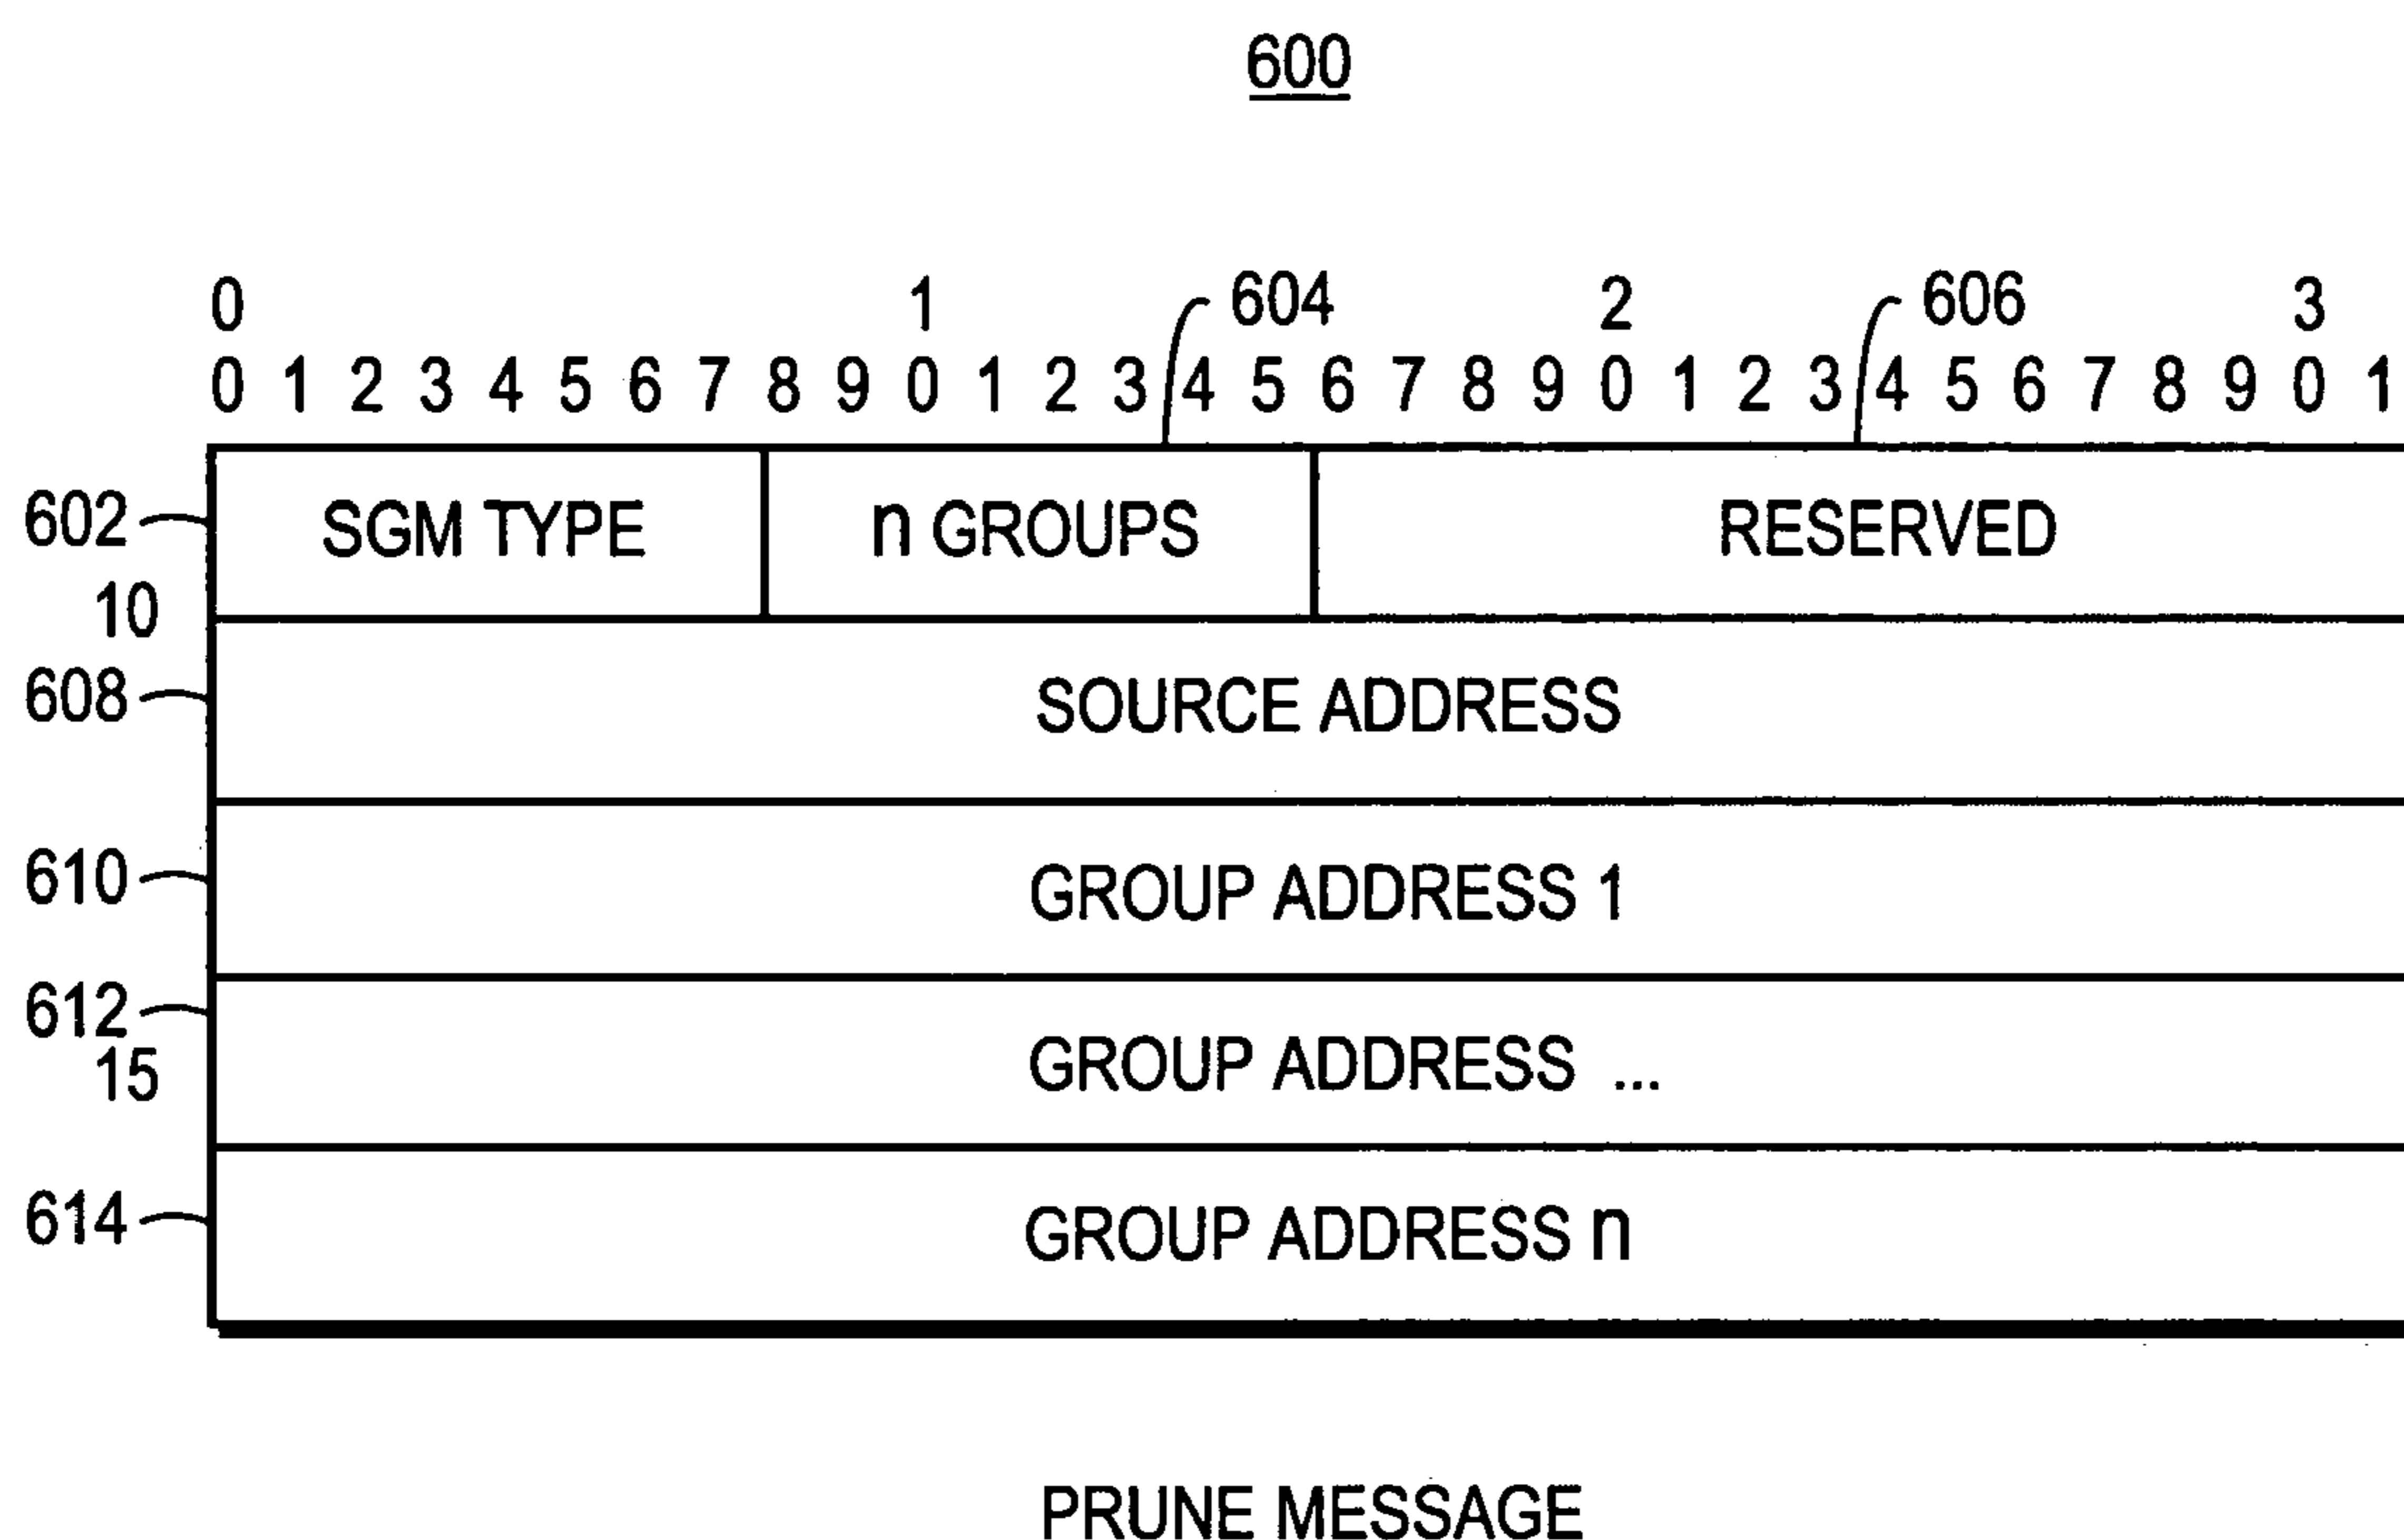 600
0 1 604 2 606 3
0 1 2 3 4 5 6 7 8 9 0 1 2 3 4 5 6 7 8 9 0 1 2 3 4 5 6 7 8 9 0 1
602 SGM TYPE n GROUPS RESERVED
10
608 SOURCE ADDRESS
610 GROUP ADDRESS 1
612
GROUP ADDRESS ...
15
614 GROUP ADDRESS n
PRUNE MESSAGE